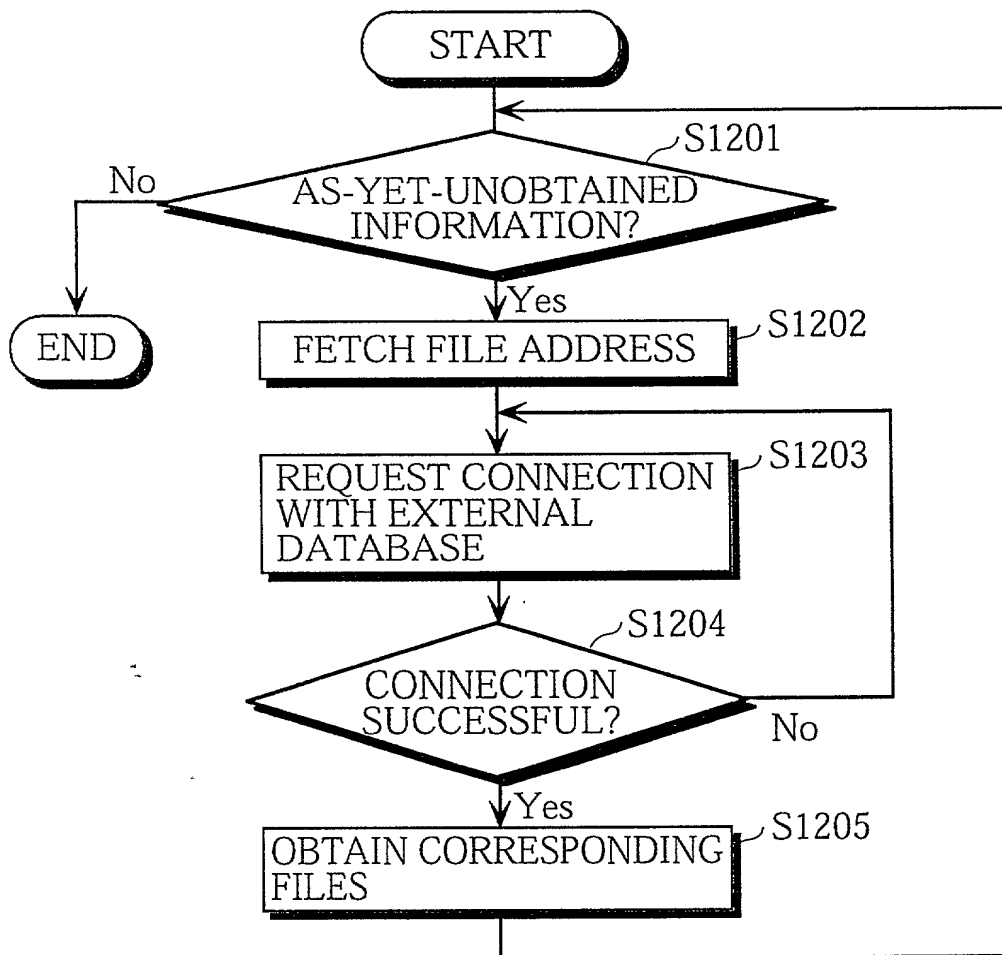 START
S1201
No
AS-YET-UNOBTAINED
INFORMATION?
Yes
END
S1202
FETCH FILE ADDRESS
S1203
REQUEST CONNECTION
WITH EXTERNAL
DATABASE
S1204
CONNECTION
SUCCESSFUL?
No
Yes
S1205
OBTAIN CORRESPONDING
FILES